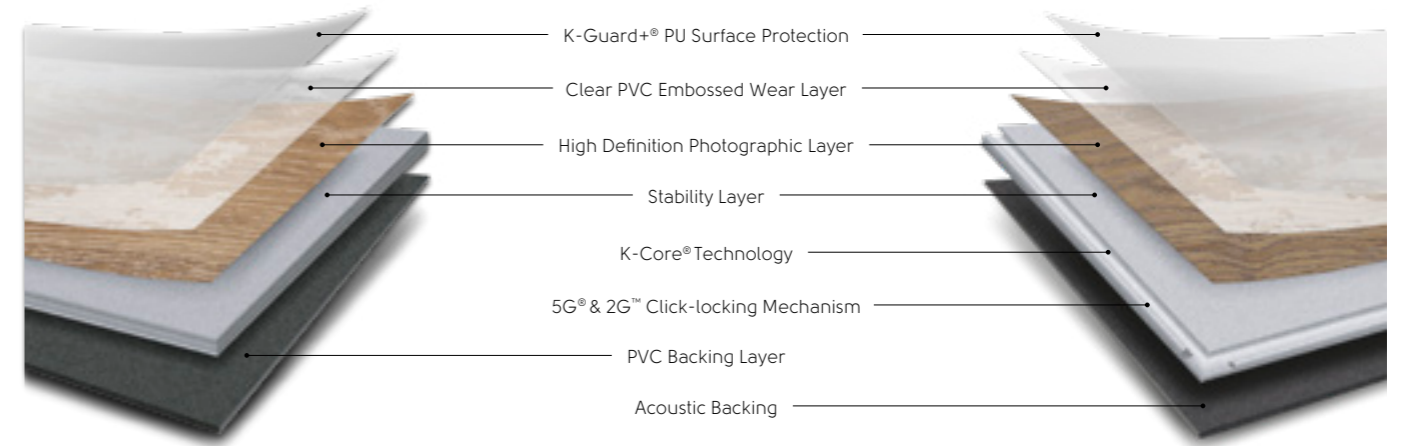 K-Guard+® PU Surface Protection
Clear PVC Embossed Wear Layer
High Definition Photographic Layer
Stability Layer
K-Core® Technology
5G® & 2G™ Click-locking Mechanism
PVC Backing Layer
Acoustic Backing